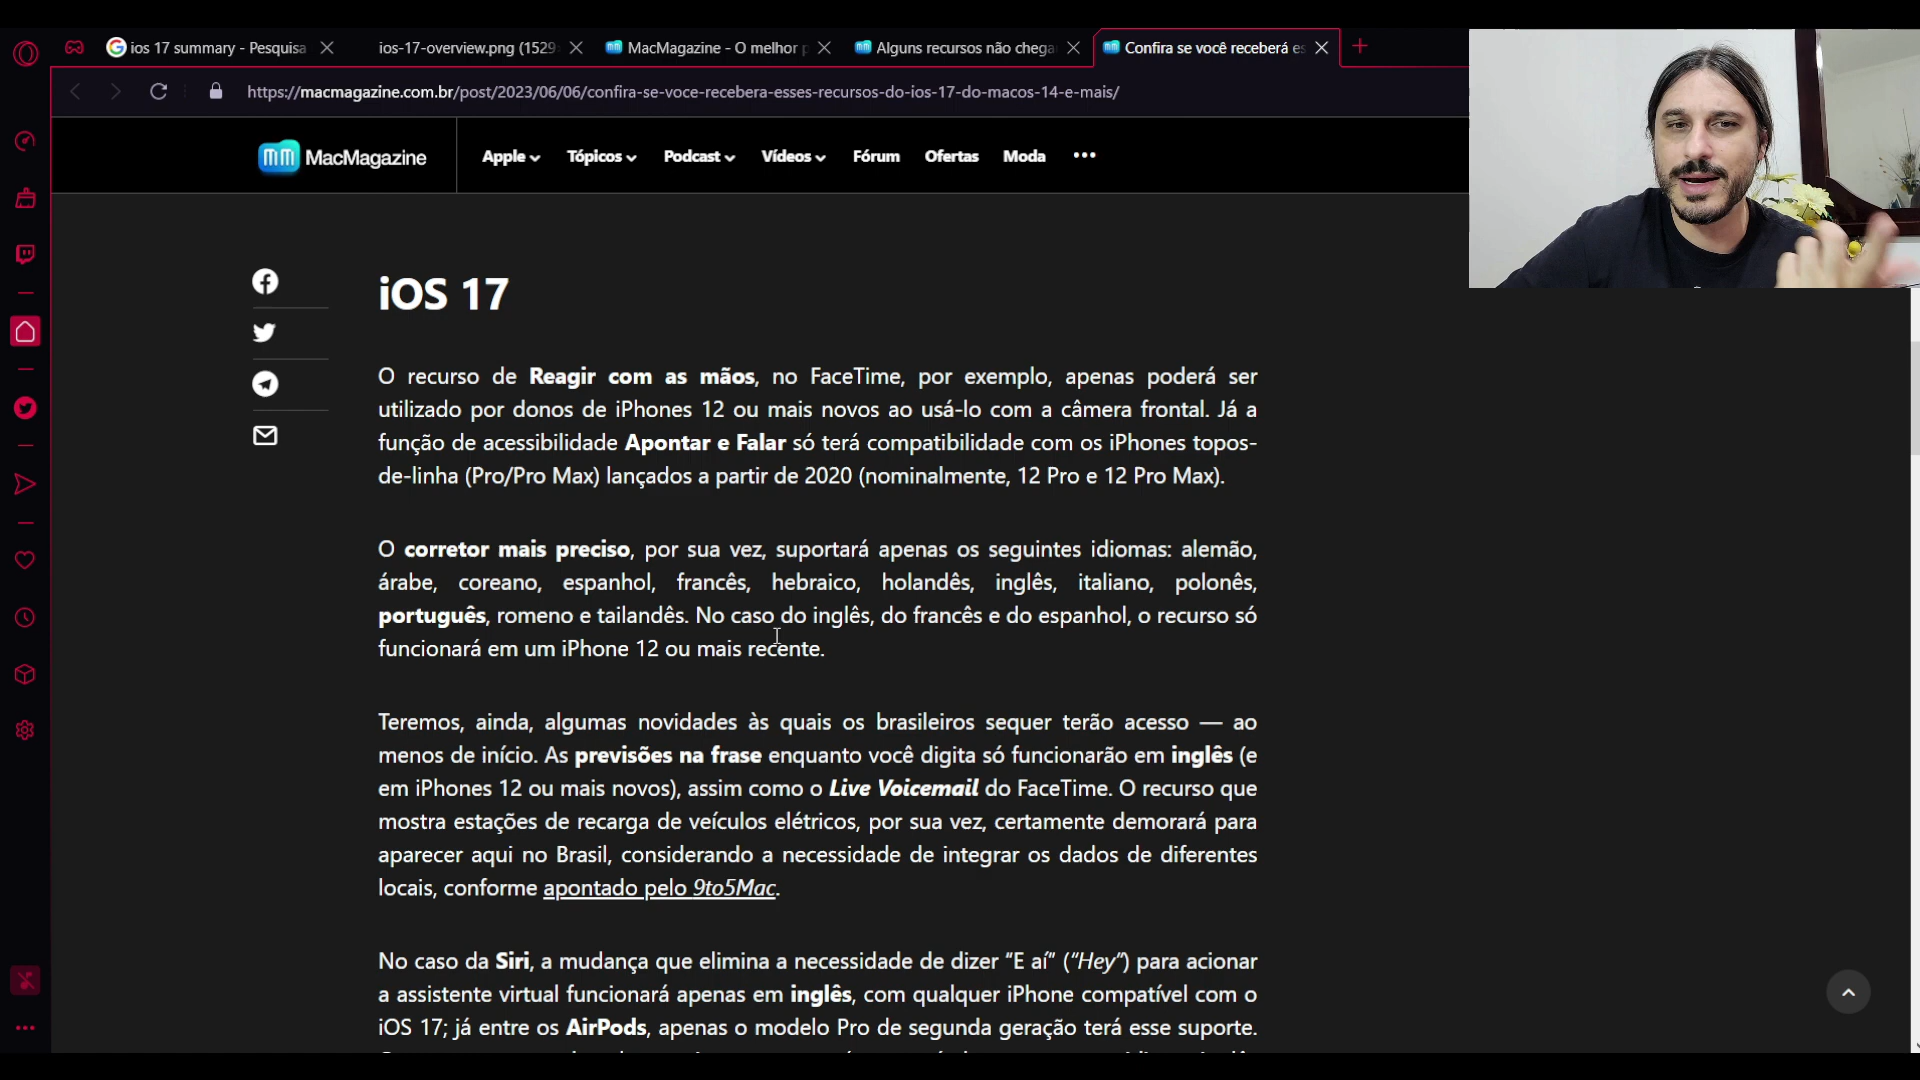 ios 17 summary - Pesquisa
ios-17-overview.png (1529
MacMagazine - O melhor p
Alguns recursos não chega
Confira se você receberá es
https://macmagazine.com.br/post/2023/06/06/confira-se-voce-recebera-esses-recursos-do-ios-17-do-macos-14-e-mais/
MacMagazine
Apple
Tópicos
Podcast
Vídeos
Fórum
Ofertas
Moda
iOS 17
O recurso de Reagir com as mãos, no FaceTime, por exemplo, apenas poderá ser
utilizado por donos de iPhones 12 ou mais novos ao usá-lo com a câmera frontal. Já a
função de acessibilidade Apontar e Falar só terá compatibilidade com os iPhones topos-
de-linha (Pro/Pro Max) lançados a partir de 2020 (nominalmente, 12 Pro e 12 Pro Max).
O corretor mais preciso, por sua vez, suportará apenas os seguintes idiomas: alemão,
árabe, coreano, espanhol, francês, hebraico, holandês, inglês, italiano, polonês,
português, romeno e tailandês. No caso do inglês, do francês e do espanhol, o recurso só
funcionará em um iPhone 12 ou mais recente.
Teremos, ainda, algumas novidades às quais os brasileiros sequer terão acesso — ao
menos de início. As previsões na frase enquanto você digita só funcionarão em inglês (e
em iPhones 12 ou mais novos), assim como o Live Voicemail do FaceTime. O recurso que
mostra estações de recarga de veículos elétricos, por sua vez, certamente demorará para
aparecer aqui no Brasil, considerando a necessidade de integrar os dados de diferentes
locais, conforme apontado pelo 9to5Mac.
No caso da Siri, a mudança que elimina a necessidade de dizer “E aí” (“Hey”) para acionar
a assistente virtual funcionará apenas em inglês, com qualquer iPhone compatível com o
iOS 17; já entre os AirPods, apenas o modelo Pro de segunda geração terá esse suporte.